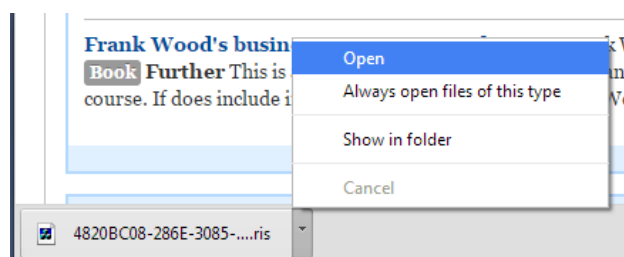 Frank Wood's busin
Book Further This is
course. If does include i
Open
Always open files of this type
Show in folder
Cancel
4820BC08-286E-3085-....ris